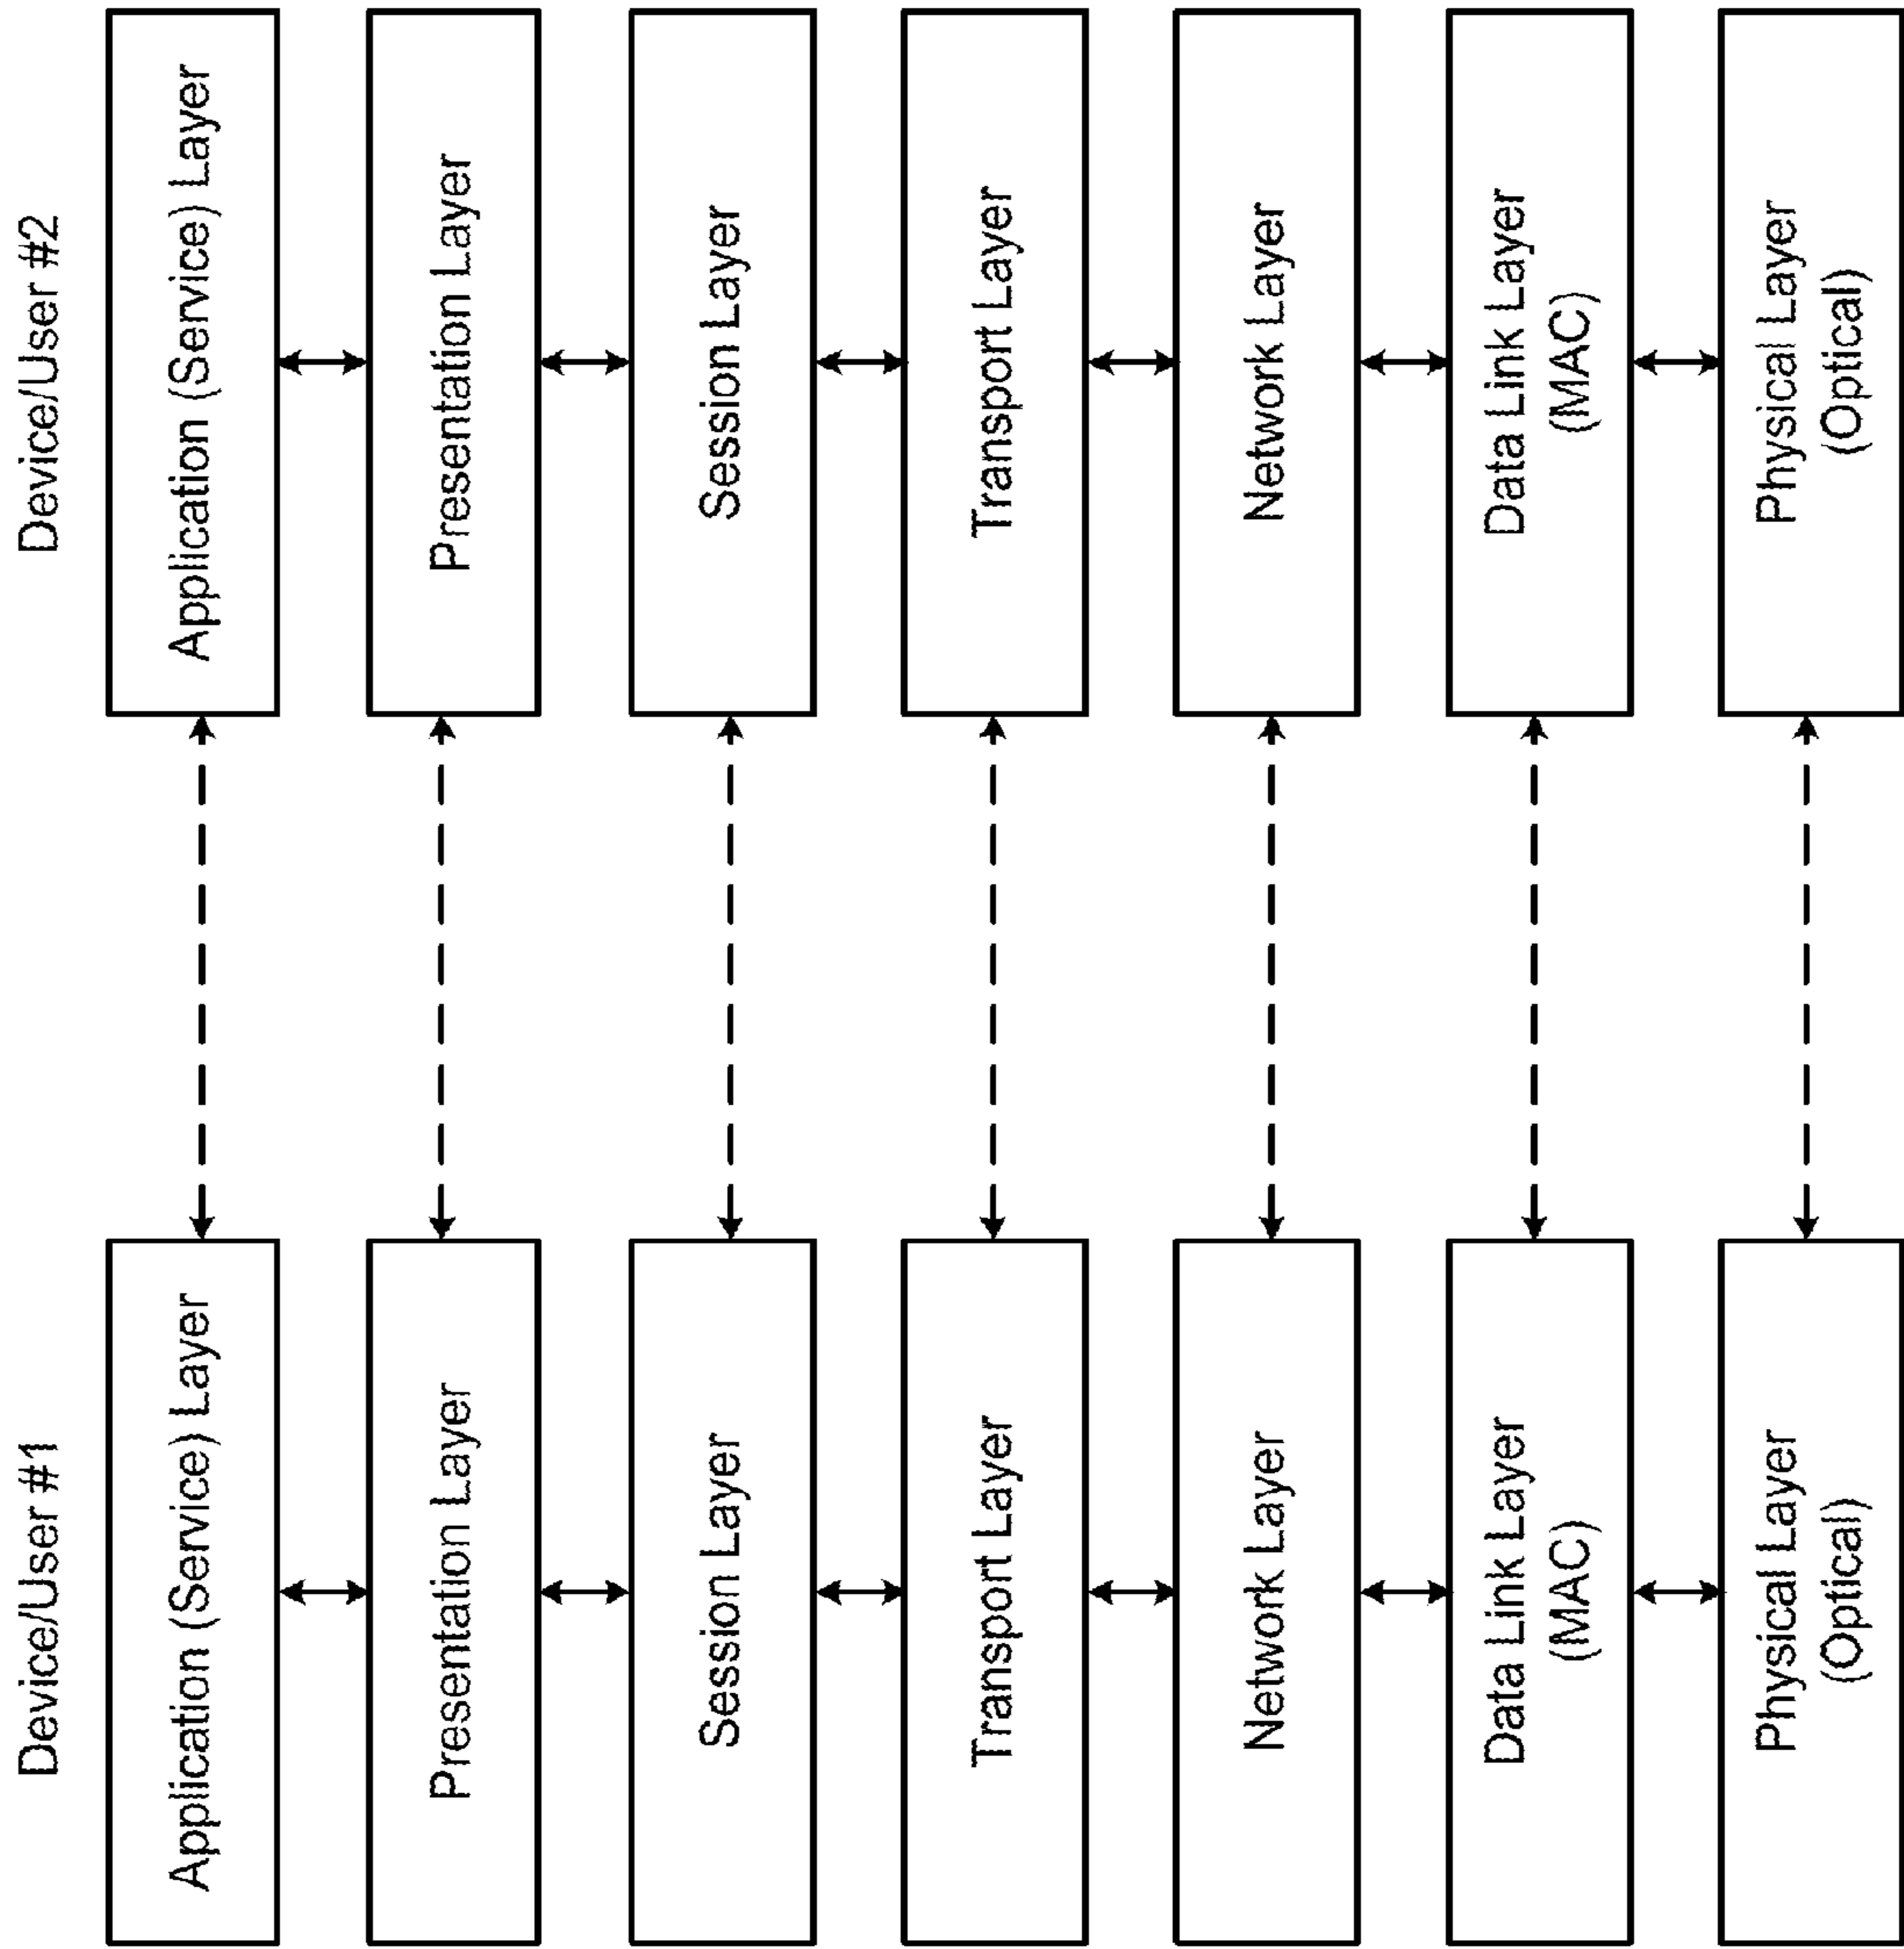 Device/User #1
Application (Service) Layer
Presentation Layer
Session Layer
Transport Layer
Network Layer
Data Link Layer
(MAC)
Physical Layer
(Optical)
Device/User #2
Application (Service) Layer
Presentation Layer
Session Layer
Transport Layer
Network Layer
Data Link Layer
(MAC)
Physical Layer
(Optical)